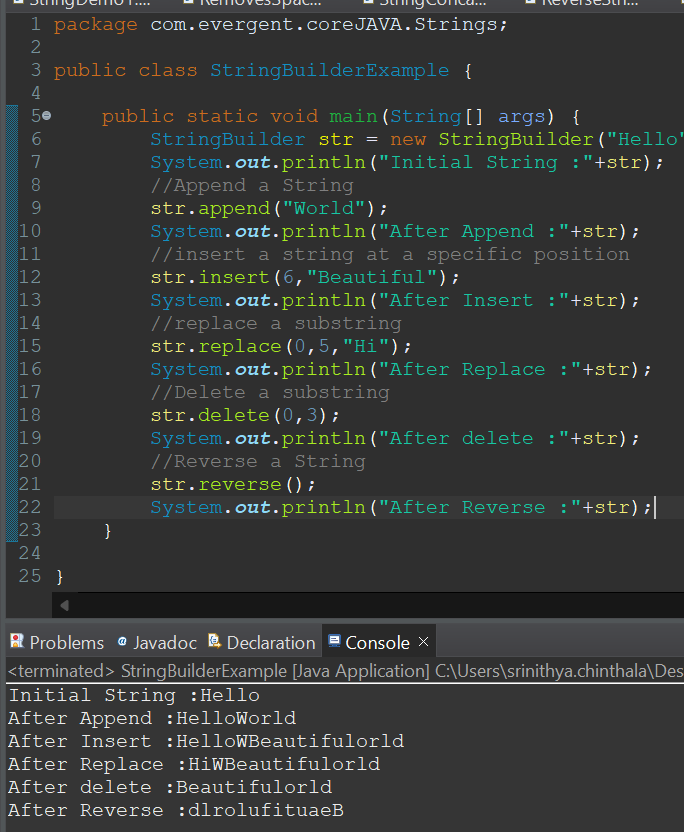 StringDemo1.... RemovesSpac... StringConca... ReverseStri...
1 package com.evergent.coreJAVA.Strings;
2
3 public class StringBuilderExample {
4
5 public static void main(String[] args) {
6 StringBuilder str = new StringBuilder("Hello"
7 System.out.println("Initial String :"+str);
8 //Append a String
9 str.append("World");
10 System.out.println("After Append :"+str);
11 //insert a string at a specific position
12 str.insert(6,"Beautiful");
13 System.out.println("After Insert :"+str);
14 //replace a substring
15 str.replace(0,5,"Hi");
16 System.out.println("After Replace :"+str);
17 //Delete a substring
18 str.delete(0,3);
19 System.out.println("After delete :"+str);
20 //Reverse a String
21 str.reverse();
22 System.out.println("After Reverse :"+str);
23 }
24
25 }
Problems Javadoc Declaration Console
<terminated> StringBuilderExample [Java Application] C:\Users\srinithya.chinthala\Des
Initial String :Hello
After Append :HelloWorld
After Insert :HelloWBeautifulorld
After Replace :HiWBeautifulorld
After delete :Beautifulorld
After Reverse :dlrolufituaeB